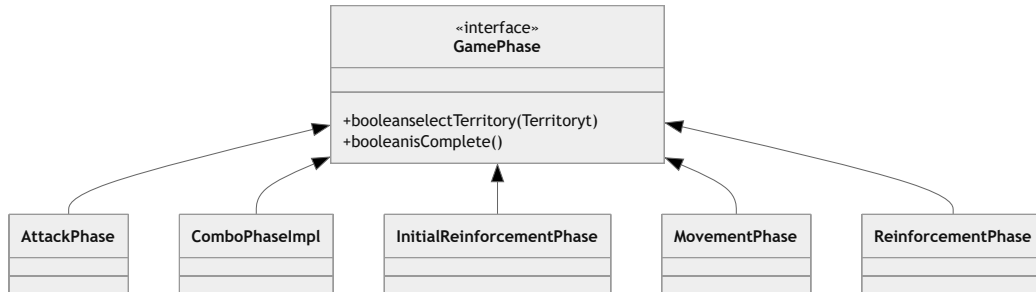 «interface»
GamePhase
+booleanselectTerritory(Territoryt)
+booleanisComplete()
AttackPhase
ComboPhaseImpl
InitialReinforcementPhase
MovementPhase
ReinforcementPhase